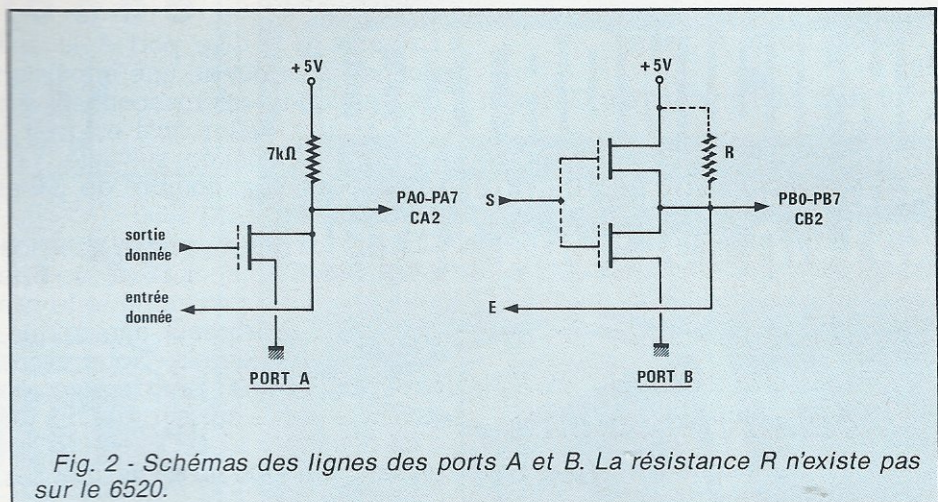 +5V
7kΩ
PA0-PA7
CA2
sortie
donnée
entrée
donnée
PORT A
+5V
R
S
PB0-PB7
CB2
E
PORT B
Fig. 2 - Schémas des lignes des ports A et B. La résistance R n'existe pas
sur le 6520.